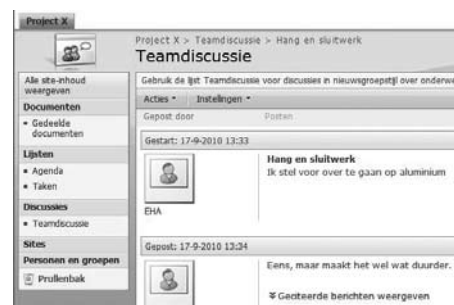 Project X
Project X > Teamdiscussie > Hang en sluitwerk
Teamdiscussie
Alle site-inhoud
weergeven
Documenten
Gedeelde
documenten
Lijsten
Agenda
Taken
Discussies
Teamdiscussie
Sites
Personen en groepen
Prullenbak
Gebruik de lijst Teamdiscussie voor discussies in nieuwsgroepstijl over onderwe
Acties Instellingen
Gepost door Posten
Gestart: 17-9-2010 13:33
Hang en sluitwerk
Ik stel voor over te gaan op aluminium
EHA
Gepost: 17-9-2010 13:34
Eens, maar maakt het wel wat duurder.
Geciteerde berichten weergeven